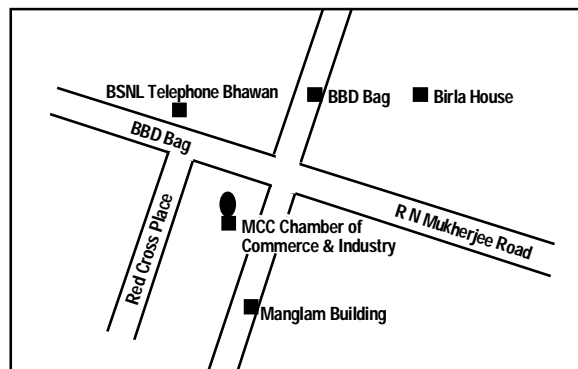 BSNL Telephone Bhawan
BBD Bag
Birla House
BBD Bag
R N Mukherjee Road
Red Cross Place
MCC Chamber of
Commerce & Industry
Manglam Building